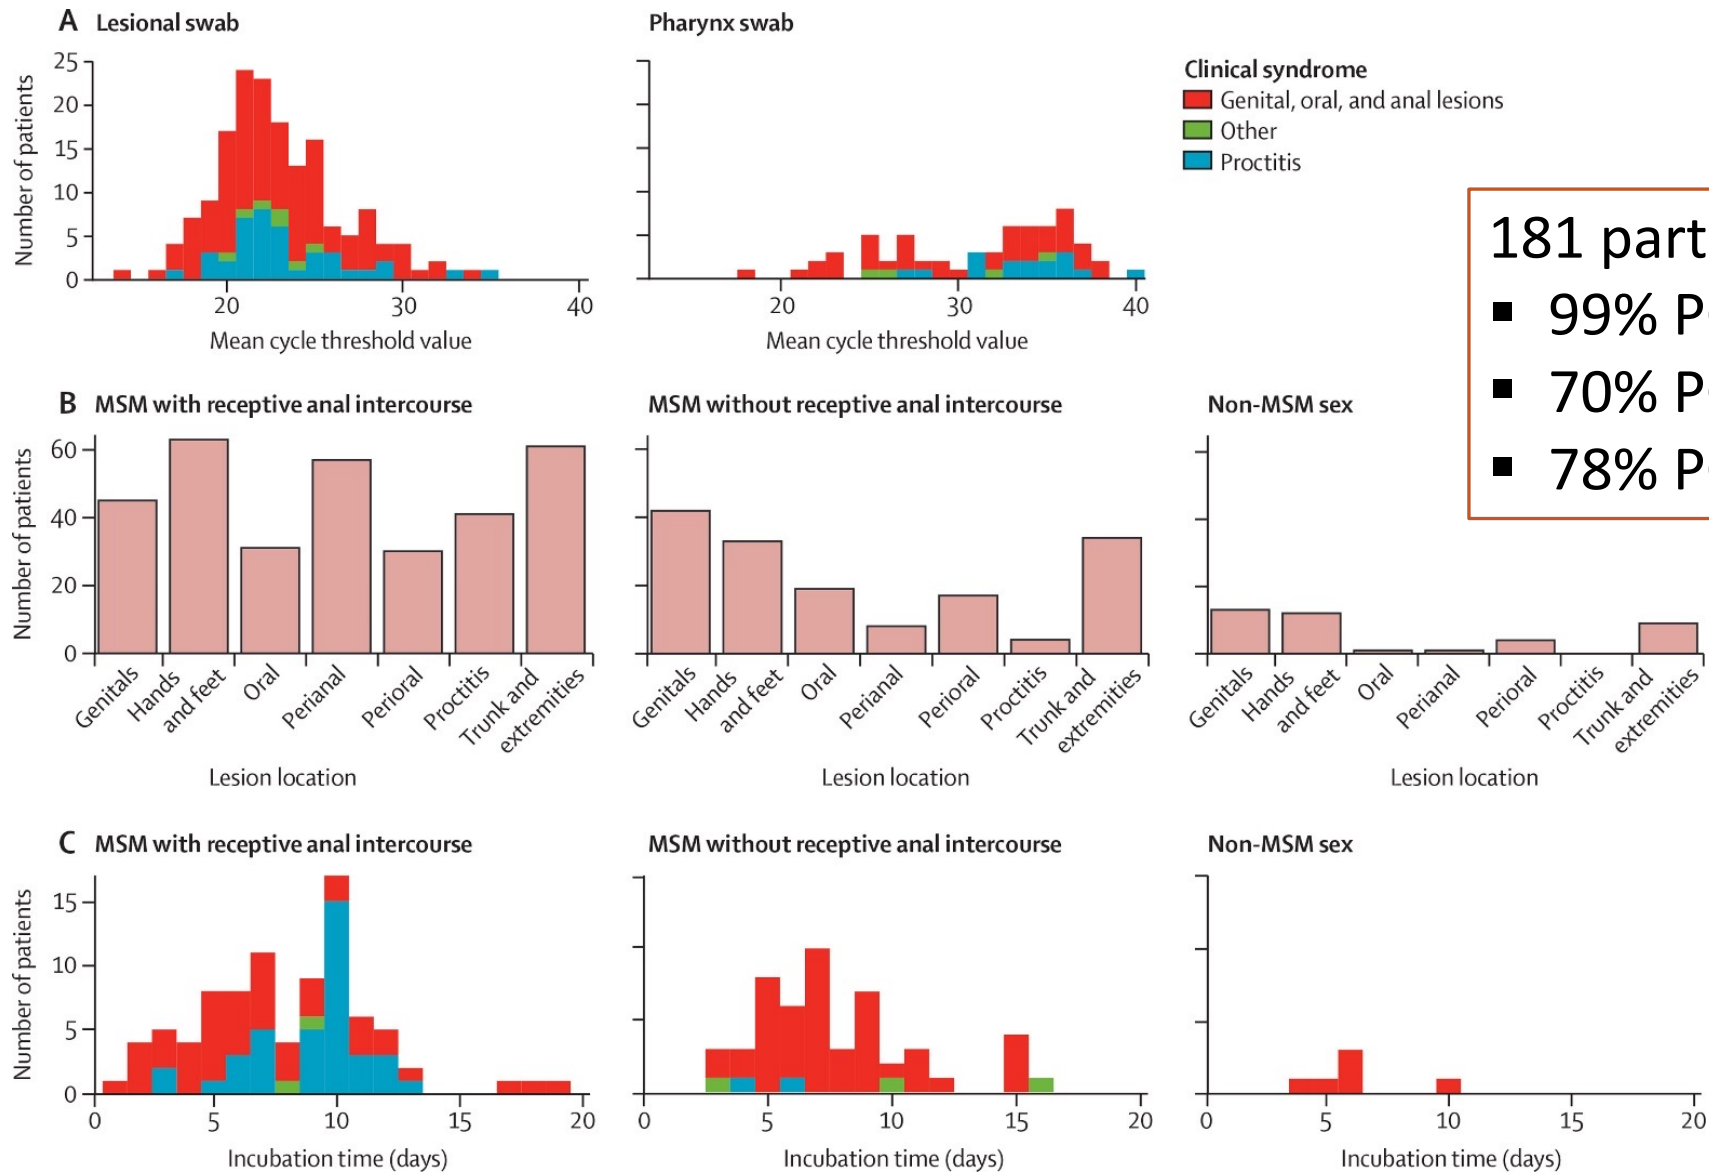 A Lesional swab
Pharynx swab
Clinical syndrome
Genital, oral, and anal lesions
Other
Proctitis
Number of patients
25
20
15
10
5
0
20
30
40
Mean cycle threshold value
20
30
40
Mean cycle threshold value
181 part
▪ 99% P
▪ 70% P
▪ 78% P
B MSM with receptive anal intercourse
MSM without receptive anal intercourse
Non-MSM sex
Number of patients
60
40
20
0
Genitals
Hands
and feet
Oral
Perianal
Perioral
Proctitis
Trunk and
extremities
Lesion location
Genitals
Hands
and feet
Oral
Perianal
Perioral
Proctitis
Trunk and
extremities
Lesion location
Genitals
Hands
and feet
Oral
Perianal
Perioral
Proctitis
Trunk and
extremities
Lesion location
C MSM with receptive anal intercourse
MSM without receptive anal intercourse
Non-MSM sex
Number of patients
15
10
5
0
0
5
10
15
20
Incubation time (days)
0
5
10
15
20
Incubation time (days)
0
5
10
15
20
Incubation time (days)